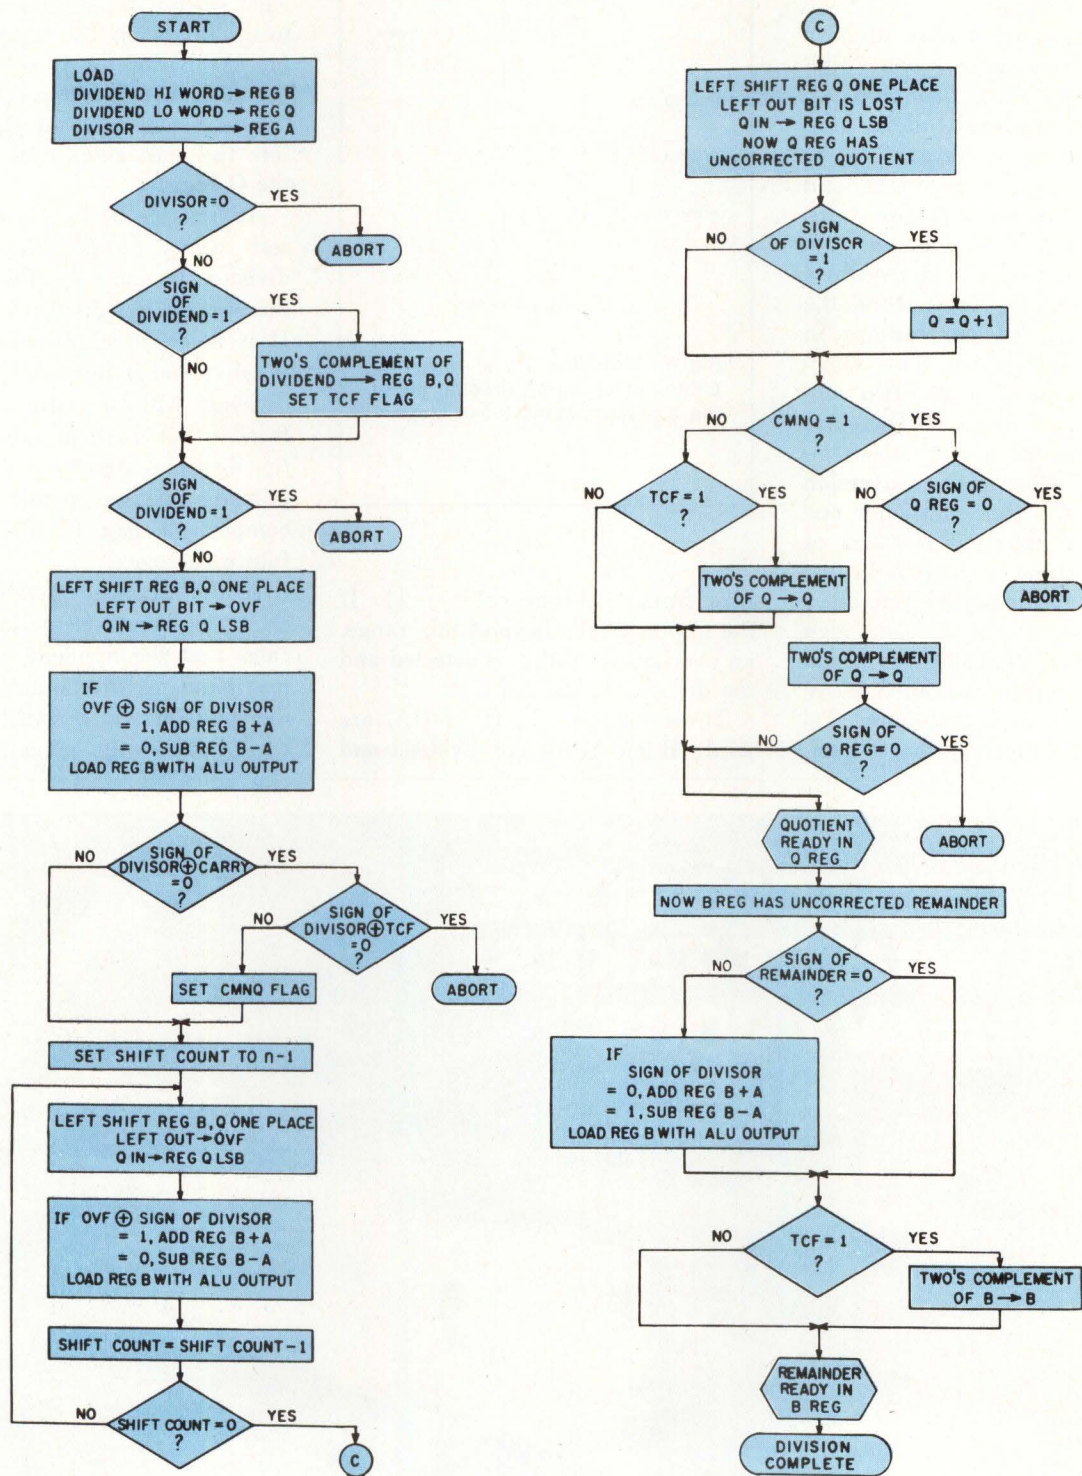 START
LOAD
DIVIDEND HI WORD → REG B
DIVIDEND LO WORD → REG Q
DIVISOR → REG A
DIVISOR = 0
?
YES
ABORT
NO
SIGN
OF
DIVIDEND = 1
?
YES
NO
TWO'S COMPLEMENT OF
DIVIDEND → REG B,Q
SET TCF FLAG
SIGN
OF
DIVIDEND = 1
?
YES
ABORT
NO
LEFT SHIFT REG B,Q ONE PLACE
LEFT OUT BIT → OVF
Q IN → REG Q LSB
IF
OVF ⊕ SIGN OF DIVISOR
= 1, ADD REG B+A
= 0, SUB REG B−A
LOAD REG B WITH ALU OUTPUT
NO
SIGN OF
DIVISOR ⊕ CARRY
= 0
?
YES
NO
SIGN OF
DIVISOR ⊕ TCF
= 0
?
YES
SET CMNQ FLAG
ABORT
SET SHIFT COUNT TO n-1
LEFT SHIFT REG B,Q ONE PLACE
LEFT OUT → OVF
Q IN → REG Q LSB
IF OVF ⊕ SIGN OF DIVISOR
= 1, ADD REG B+A
= 0, SUB REG B−A
LOAD REG B WITH ALU OUTPUT
SHIFT COUNT = SHIFT COUNT − 1
NO
SHIFT COUNT = 0
?
YES
C
C
LEFT SHIFT REG Q ONE PLACE
LEFT OUT BIT IS LOST
Q IN → REG Q LSB
NOW Q REG HAS
UNCORRECTED QUOTIENT
NO
SIGN
OF DIVISOR
= 1
?
YES
Q = Q+1
NO
CMNQ = 1
?
YES
NO
TCF = 1
?
YES
NO
SIGN OF
Q REG = 0
?
YES
TWO'S COMPLEMENT
OF Q → Q
ABORT
TWO'S COMPLEMENT
OF Q → Q
NO
SIGN OF
Q REG = 0
?
YES
QUOTIENT
READY IN
Q REG
ABORT
NOW B REG HAS UNCORRECTED REMAINDER
NO
SIGN OF
REMAINDER = 0
?
YES
IF
SIGN OF DIVISOR
= 0, ADD REG B+A
= 1, SUB REG B−A
LOAD REG B WITH ALU OUTPUT
NO
TCF = 1
?
YES
TWO'S COMPLEMENT
OF B → B
REMAINDER
READY IN
B REG
DIVISION
COMPLETE